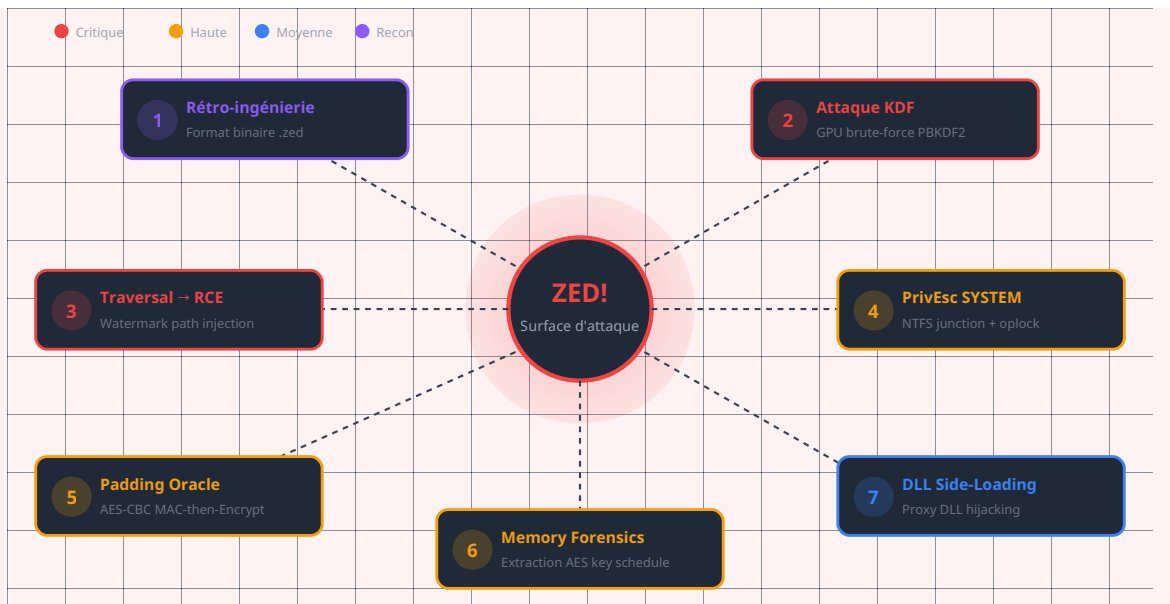 Critique
Haute
Moyenne
Recon
1
Rétro-ingénierie
Format binaire .zed
2
Attaque KDF
GPU brute-force PBKDF2
ZED!
Surface d'attaque
3
Traversal → RCE
Watermark path injection
4
PrivEsc SYSTEM
NTFS junction + oplock
5
Padding Oracle
AES-CBC MAC-then-Encrypt
6
Memory Forensics
Extraction AES key schedule
7
DLL Side-Loading
Proxy DLL hijacking